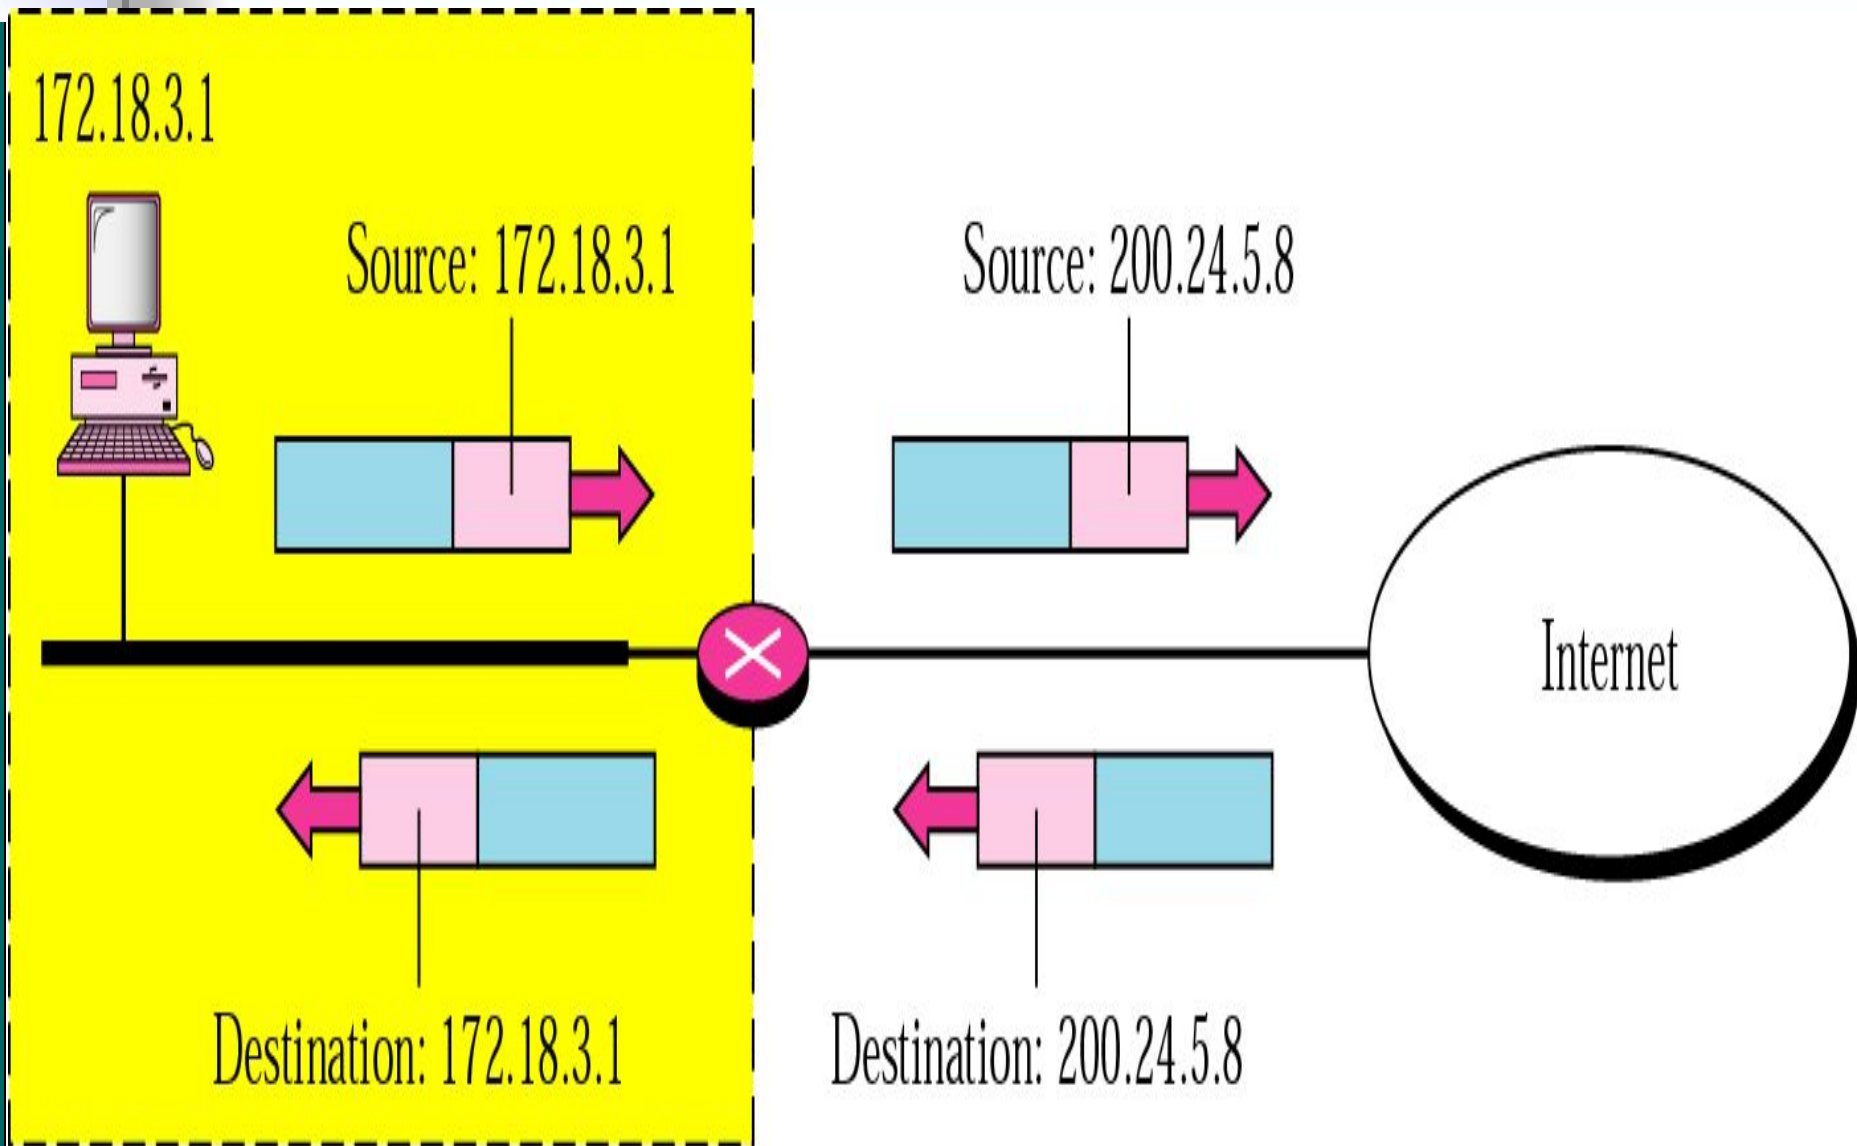 172.18.3.1
Source: 172.18.3.1
Source: 200.24.5.8
Internet
Destination: 172.18.3.1
Destination: 200.24.5.8